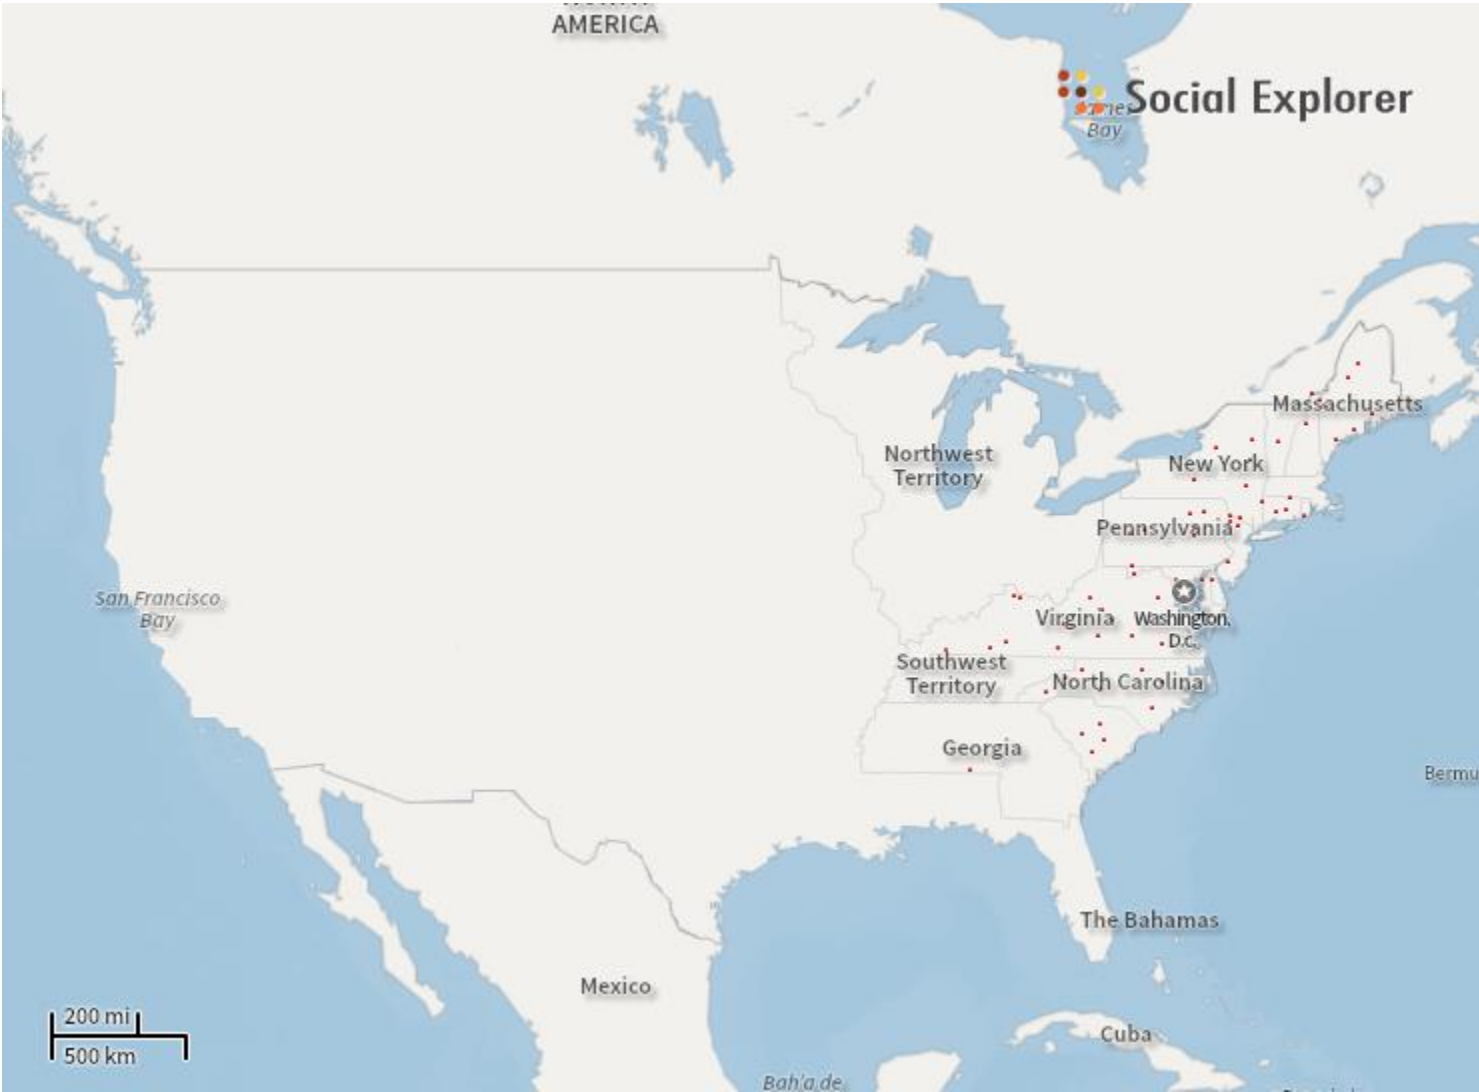 AMERICA
Social Explorer
Bay
Massachusetts
Northwest
Territory
New York
Pennsylvania
San Francisco
Bay
Virginia
Washington,
D.c.
Southwest
Territory
North Carolina
Georgia
Bermu
The Bahamas
Mexico
200 mi
500 km
Cuba
Bah'a de